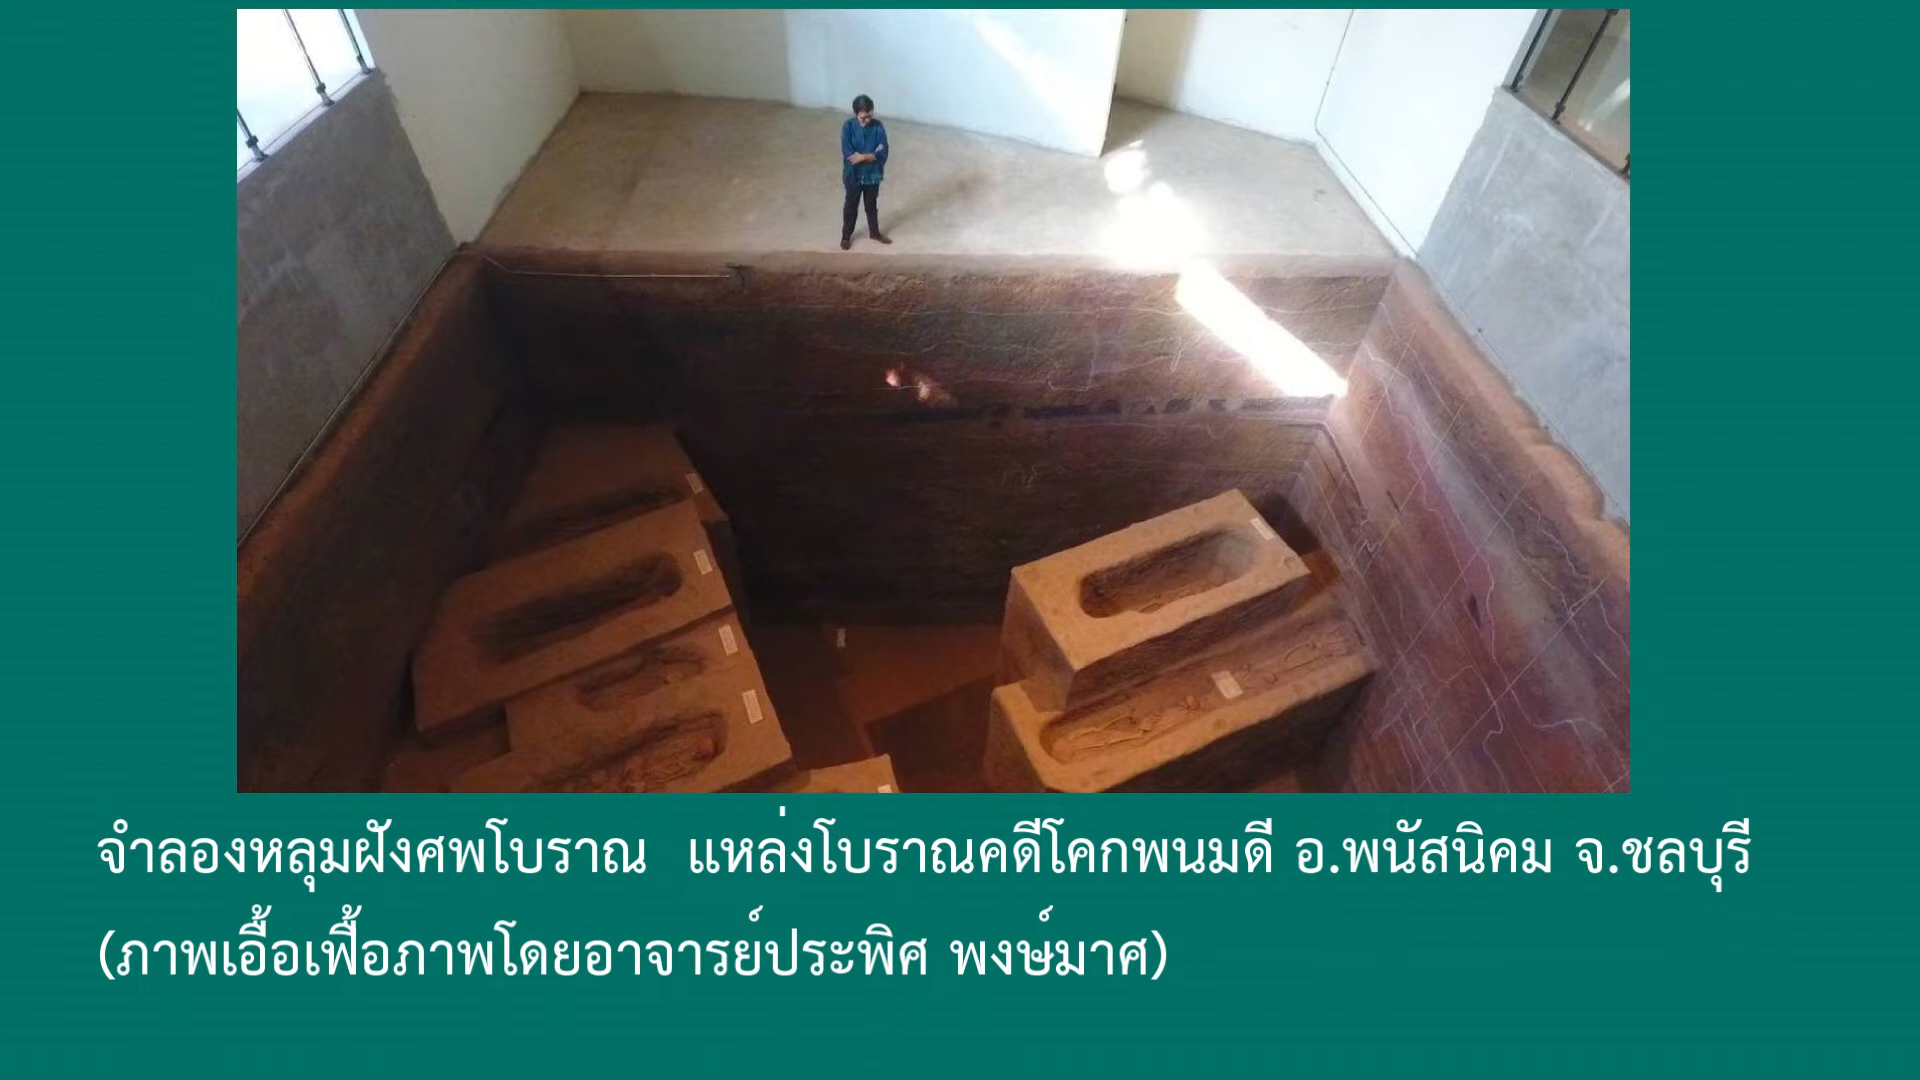 จำลองหลุมฝังศพโบราณ แหล่งโบราณคดีโคกพนมดี อ.พนัสนิคม จ.ชลบุรี
(ภาพเอื้อเฟื้อภาพโดยอาจารย์ประพิศ พงษ์มาศ)